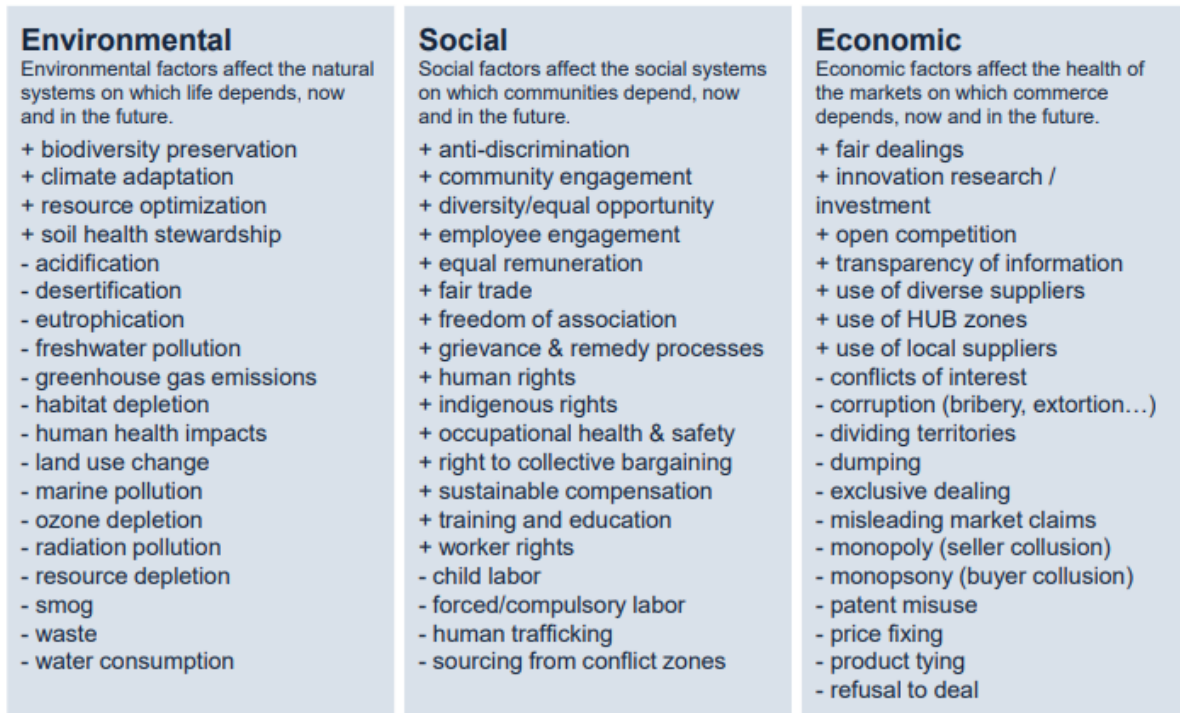 Environmental
Environmental factors affect the natural
systems on which life depends, now
and in the future.
+ biodiversity preservation
+ climate adaptation
+ resource optimization
+ soil health stewardship
- acidification
- desertification
- eutrophication
- freshwater pollution
- greenhouse gas emissions
- habitat depletion
- human health impacts
- land use change
- marine pollution
- ozone depletion
- radiation pollution
- resource depletion
- smog
- waste
- water consumption
Social
Social factors affect the social systems
on which communities depend, now
and in the future.
+ anti-discrimination
+ community engagement
+ diversity/equal opportunity
+ employee engagement
+ equal remuneration
+ fair trade
+ freedom of association
+ grievance & remedy processes
+ human rights
+ indigenous rights
+ occupational health & safety
+ right to collective bargaining
+ sustainable compensation
+ training and education
+ worker rights
- child labor
- forced/compulsory labor
- human trafficking
- sourcing from conflict zones
Economic
Economic factors affect the health of
the markets on which commerce
depends, now and in the future.
+ fair dealings
+ innovation research /
investment
+ open competition
+ transparency of information
+ use of diverse suppliers
+ use of HUB zones
+ use of local suppliers
- conflicts of interest
- corruption (bribery, extortion…)
- dividing territories
- dumping
- exclusive dealing
- misleading market claims
- monopoly (seller collusion)
- monopsony (buyer collusion)
- patent misuse
- price fixing
- product tying
- refusal to deal